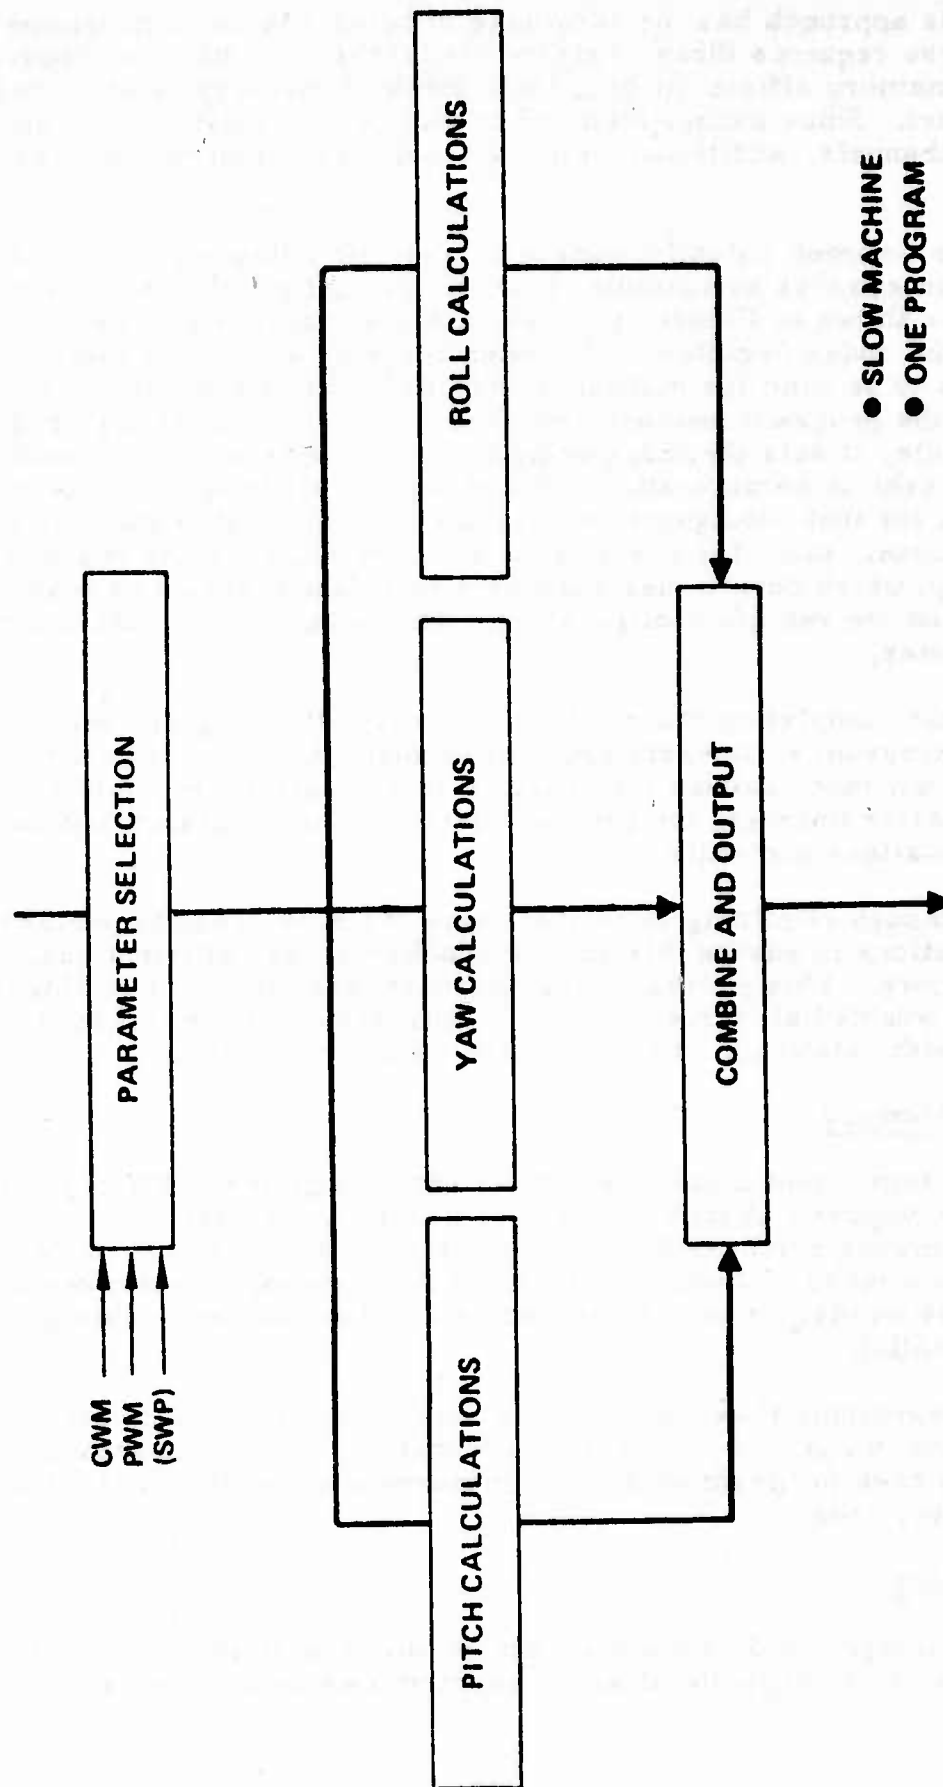 CWM
PWM
(SWP)
PARAMETER SELECTION
PITCH CALCULATIONS
YAW CALCULATIONS
ROLL CALCULATIONS
COMBINE AND OUTPUT
● SLOW MACHINE
● ONE PROGRAM